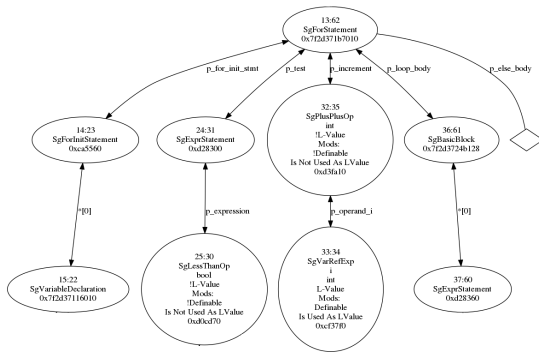 13:62
SgForStatement
0x7f2d371b7010
p_for_init_stmt
p_test
p_increment
p_loop_body
p_else_body
14:23
SgForInitStatement
0xca5560
24:31
SgExprStatement
0xd28300
32:35
SgPlusPlusOp
int
!L-Value
Mods:
!Definable
Is Not Used As LValue
0xd3fa10
36:61
SgBasicBlock
0x7f2d3724b128
*[0]
p_expression
p_operand_i
*[0]
15:22
SgVariableDeclaration
0x7f2d37116010
25:30
SgLessThanOp
bool
!L-Value
Mods:
!Definable
Is Not Used As LValue
0xd0cd70
33:34
SgVarRefExp
i
int
L-Value
Mods:
Definable
Is Used As LValue
0xcf37f0
37:60
SgExprStatement
0xd28360